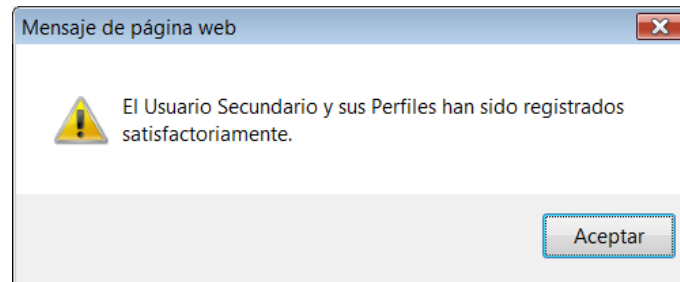 Mensaje de página web
El Usuario Secundario y sus Perfiles han sido registrados
satisfactoriamente.
Aceptar